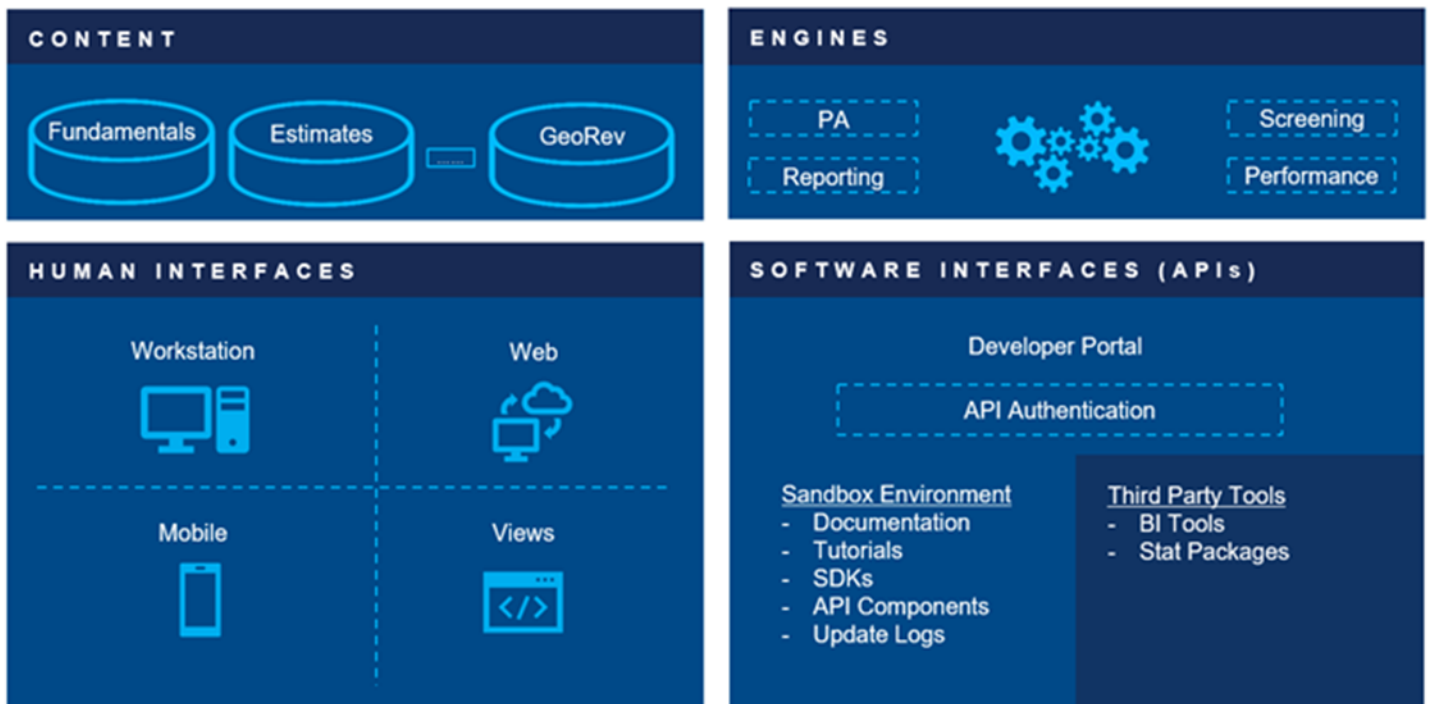 CONTENT
Fundamentals
Estimates
......
GeoRev
ENGINES
PA
Reporting
Screening
Performance
HUMAN INTERFACES
Workstation
Web
Mobile
Views
</>
SOFTWARE INTERFACES (APIs)
Developer Portal
API Authentication
Sandbox Environment
- Documentation
- Tutorials
- SDKs
- API Components
- Update Logs
Third Party Tools
- BI Tools
- Stat Packages